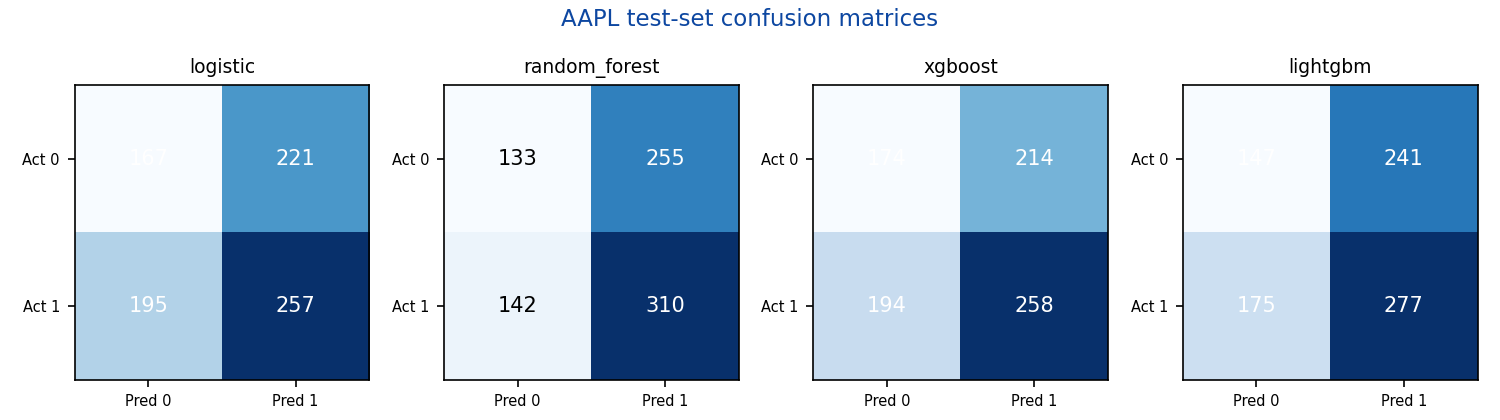 AAPL test-set confusion matrices
logistic
Act 0 167 221
Act 1 195 257
Pred 0 Pred 1
random_forest
Act 0 133 255
Act 1 142 310
Pred 0 Pred 1
xgboost
Act 0 174 214
Act 1 194 258
Pred 0 Pred 1
lightgbm
Act 0 147 241
Act 1 175 277
Pred 0 Pred 1